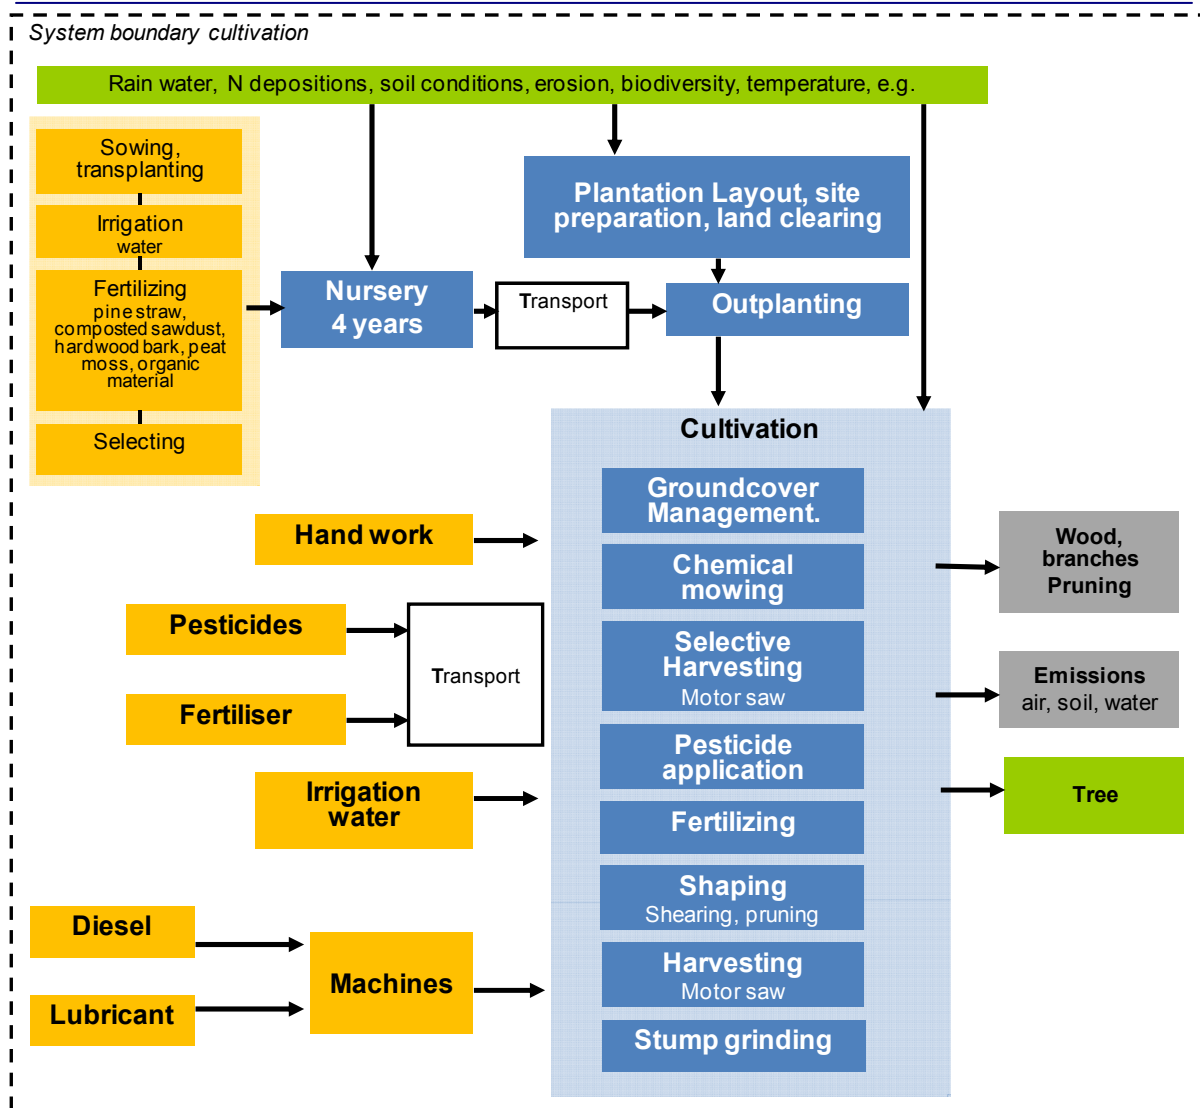 System boundary cultivation
Rain water, N depositions, soil conditions, erosion, biodiversity, temperature, e.g.
Sowing,
transplanting
Irrigation
water
Fertilizing
pine straw,
composted sawdust,
hardwood bark, peat
moss, organic
material
Selecting
Nursery
4 years
Transport
Plantation Layout, site
preparation, land clearing
Outplanting
Cultivation
Groundcover
Management.
Chemical
mowing
Selective
Harvesting
Motor saw
Pesticide
application
Fertilizing
Shaping
Shearing, pruning
Harvesting
Motor saw
Stump grinding
Hand work
Pesticides
Fertiliser
Transport
Irrigation
water
Diesel
Lubricant
Machines
Wood,
branches
Pruning
Emissions
air, soil, water
Tree